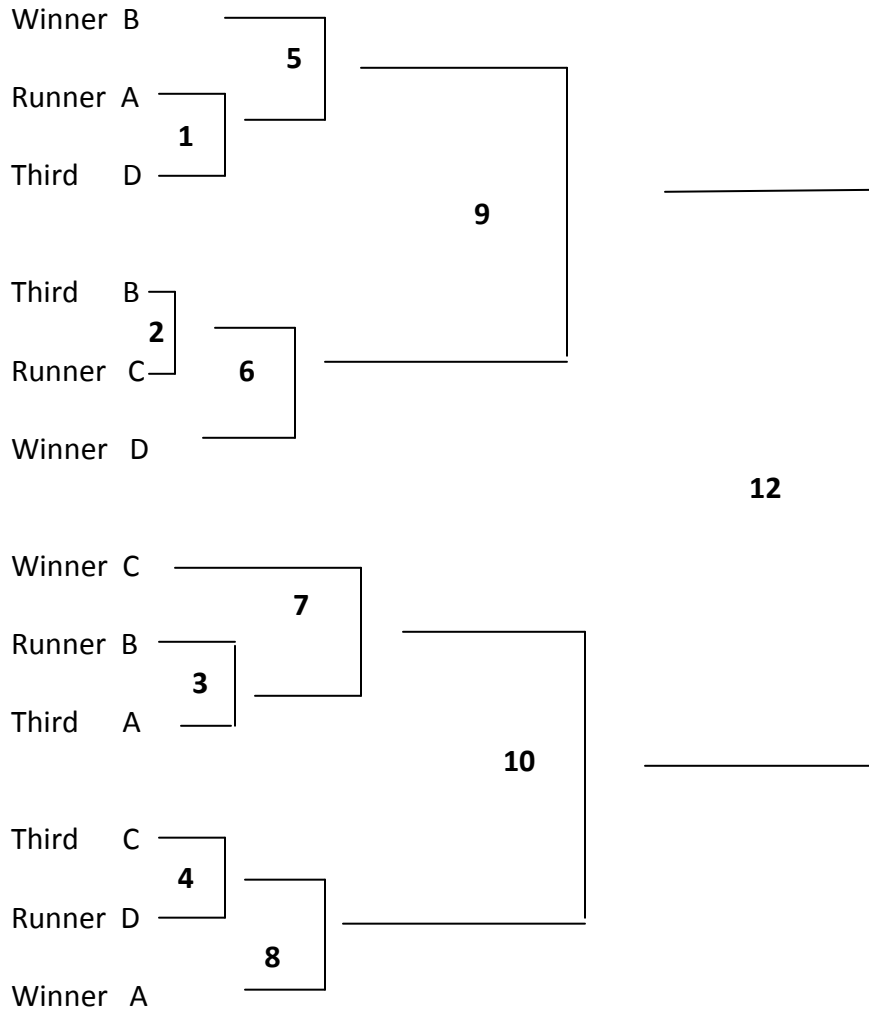 Winner B
5
Runner A
1
Third D
9
Third B
2
Runner C
6
Winner D
12
Winner C
7
Runner B
3
Third A
10
Third C
4
Runner D
8
Winner A